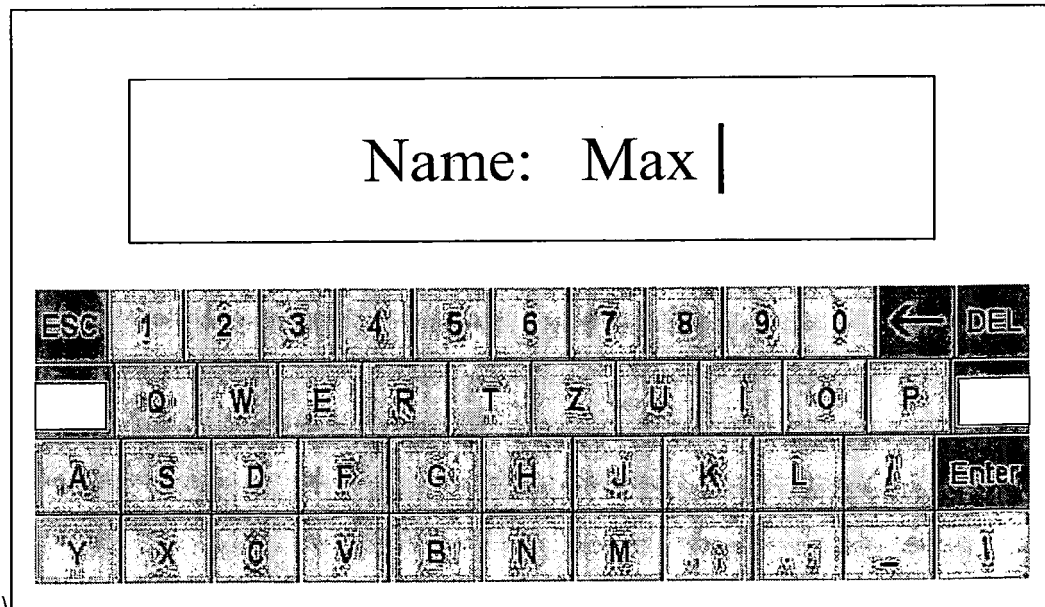 Name: Max |
ESC 1 2 3 4 5 6 7 8 9 0 ← DEL
Q W E R T Z U I O P
A S D F G H J K L / Enter
Y X C V B N M , . -